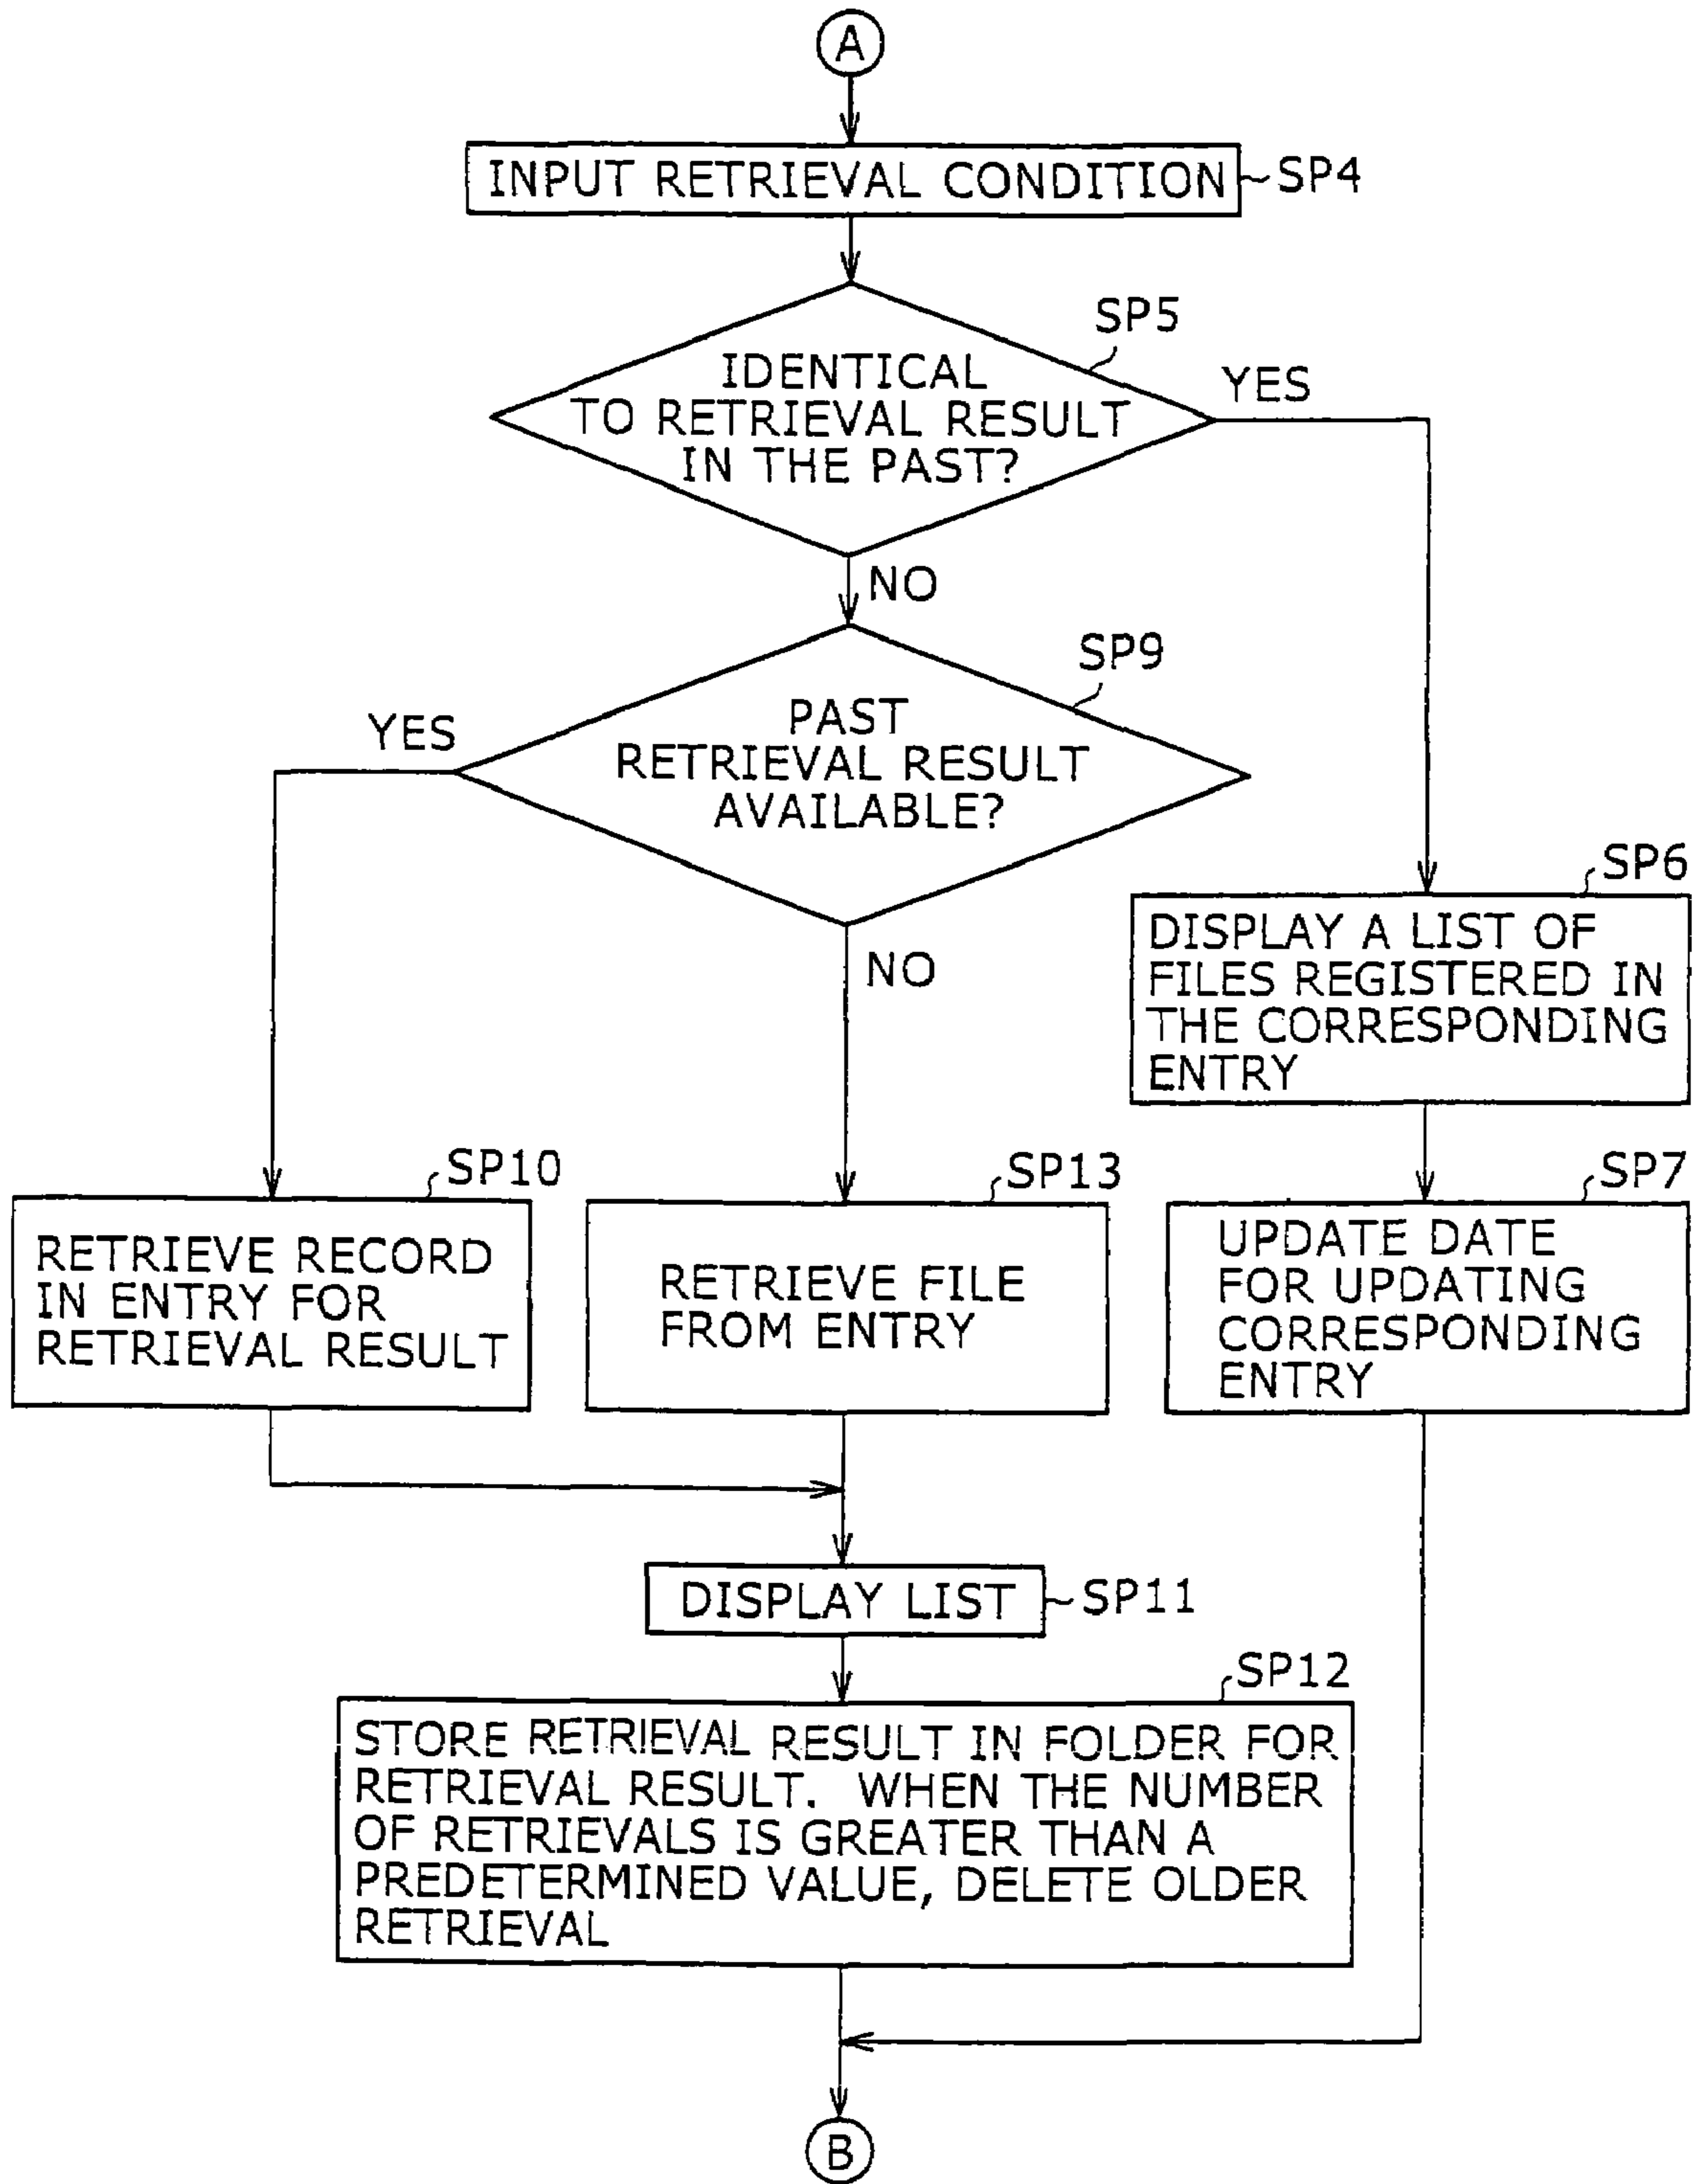 A
INPUT RETRIEVAL CONDITION
SP4
SP5
IDENTICAL
TO RETRIEVAL RESULT
IN THE PAST?
YES
NO
SP9
PAST
RETRIEVAL RESULT
AVAILABLE?
YES
NO
SP6
DISPLAY A LIST OF
FILES REGISTERED IN
THE CORRESPONDING
ENTRY
SP10
RETRIEVE RECORD
IN ENTRY FOR
RETRIEVAL RESULT
SP13
RETRIEVE FILE
FROM ENTRY
SP7
UPDATE DATE
FOR UPDATING
CORRESPONDING
ENTRY
DISPLAY LIST
SP11
SP12
STORE RETRIEVAL RESULT IN FOLDER FOR
RETRIEVAL RESULT. WHEN THE NUMBER
OF RETRIEVALS IS GREATER THAN A
PREDETERMINED VALUE, DELETE OLDER
RETRIEVAL
B